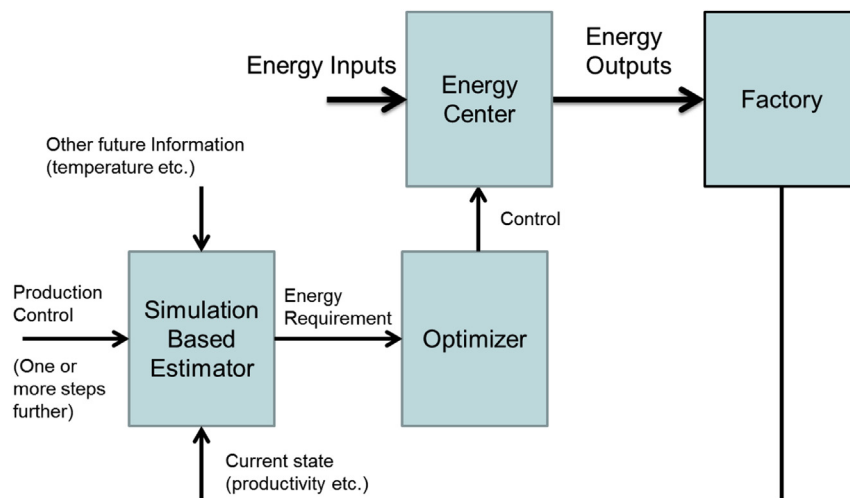 Energy Inputs
Energy
Center
Energy
Outputs
Factory
Other future Information
(temperature etc.)
Control
Production
Control
(One or
more steps
further)
Simulation
Based
Estimator
Energy
Requirement
Optimizer
Current state
(productivity etc.)